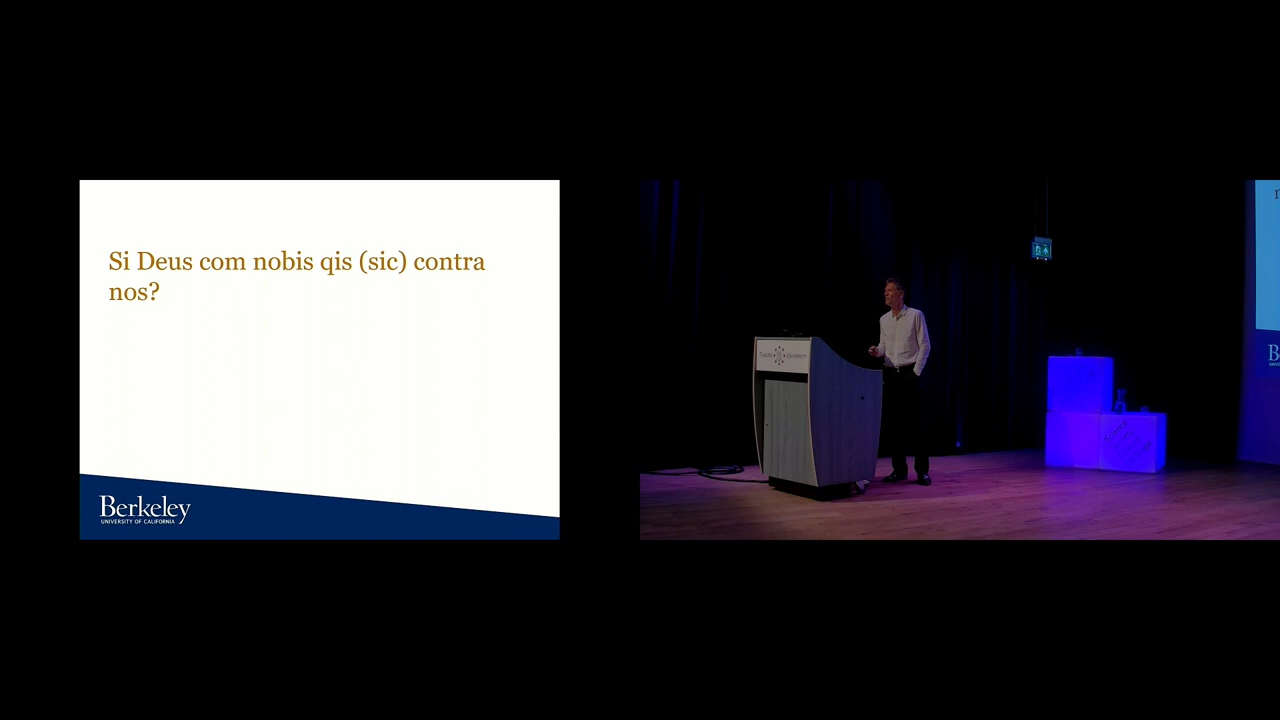 Si Deus com nobis qis (sic) contra
nos?
Berkeley
UNIVERSITY OF CALIFORNIA